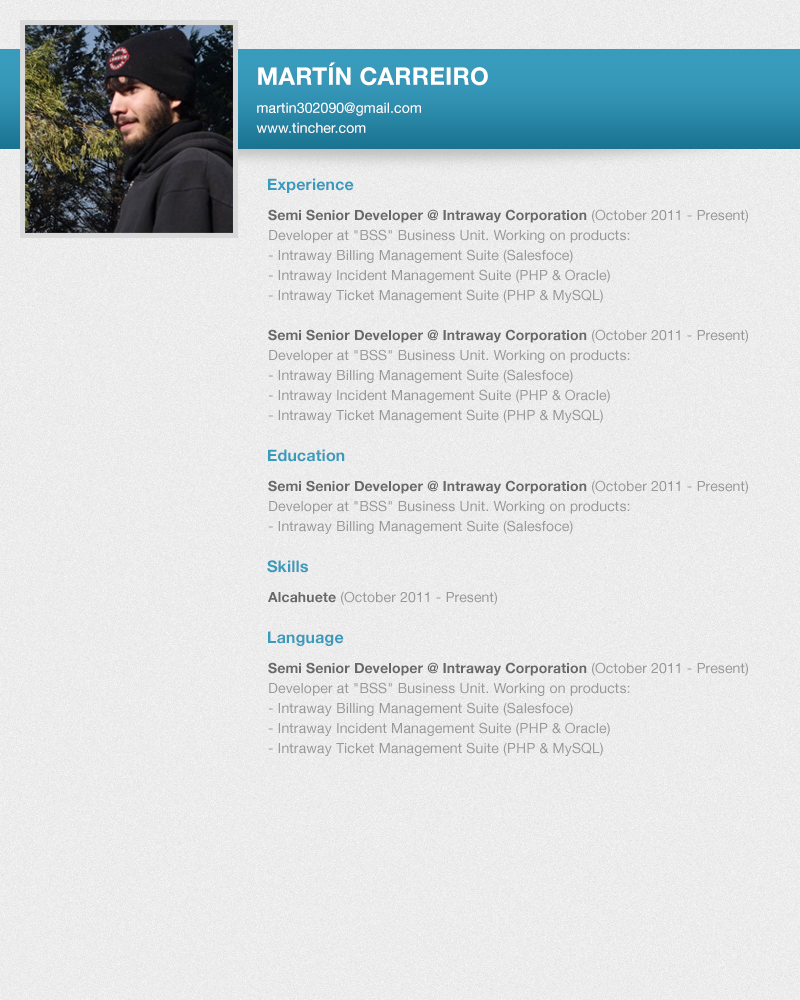 MARTÍN CARREIRO
martin302090@gmail.com
www.tincher.com
Experience
Semi Senior Developer @ Intraway Corporation (October 2011 - Present)
Developer at "BSS" Business Unit. Working on products:
- Intraway Billing Management Suite (Salesfoce)
- Intraway Incident Management Suite (PHP & Oracle)
- Intraway Ticket Management Suite (PHP & MySQL)
Semi Senior Developer @ Intraway Corporation (October 2011 - Present)
Developer at "BSS" Business Unit. Working on products:
- Intraway Billing Management Suite (Salesfoce)
- Intraway Incident Management Suite (PHP & Oracle)
- Intraway Ticket Management Suite (PHP & MySQL)
Education
Semi Senior Developer @ Intraway Corporation (October 2011 - Present)
Developer at "BSS" Business Unit. Working on products:
- Intraway Billing Management Suite (Salesfoce)
Skills
Alcahuete (October 2011 - Present)
Language
Semi Senior Developer @ Intraway Corporation (October 2011 - Present)
Developer at "BSS" Business Unit. Working on products:
- Intraway Billing Management Suite (Salesfoce)
- Intraway Incident Management Suite (PHP & Oracle)
- Intraway Ticket Management Suite (PHP & MySQL)